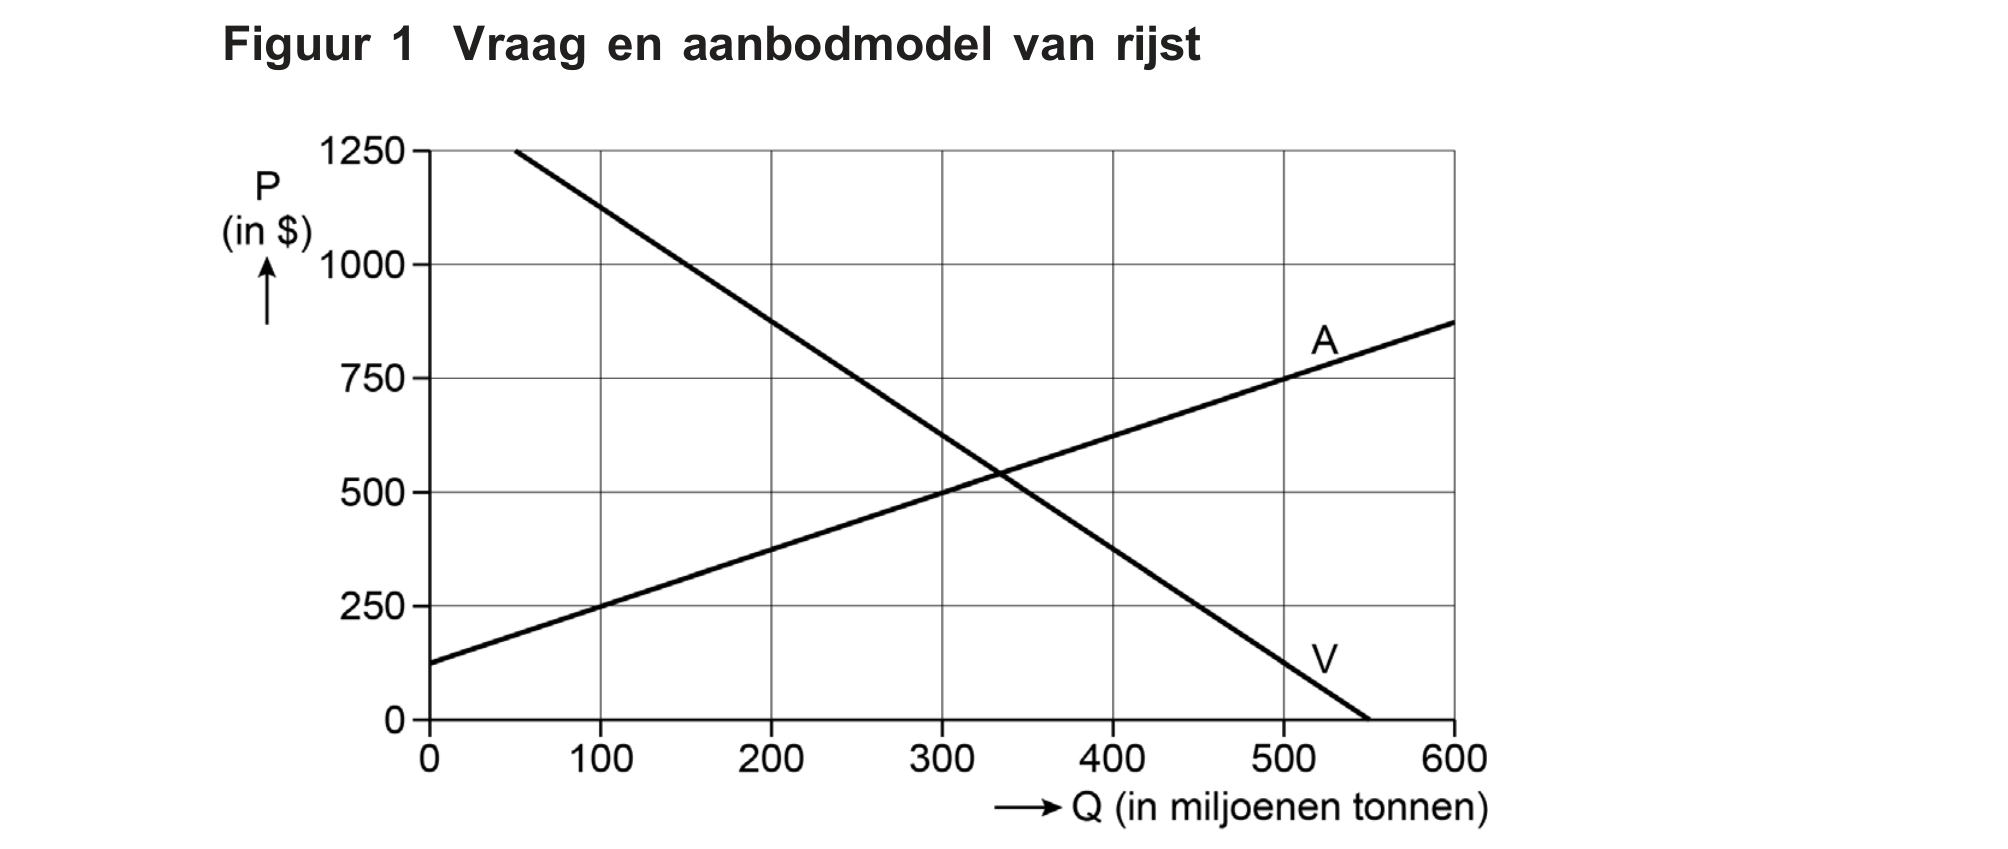 Figuur 1 Vraag en aanbodmodel van rijst
1250
P
(in $)
1000
A
750
500
250
V
0
0 100 200 300 400 500 600
Q (in miljoenen tonnen)